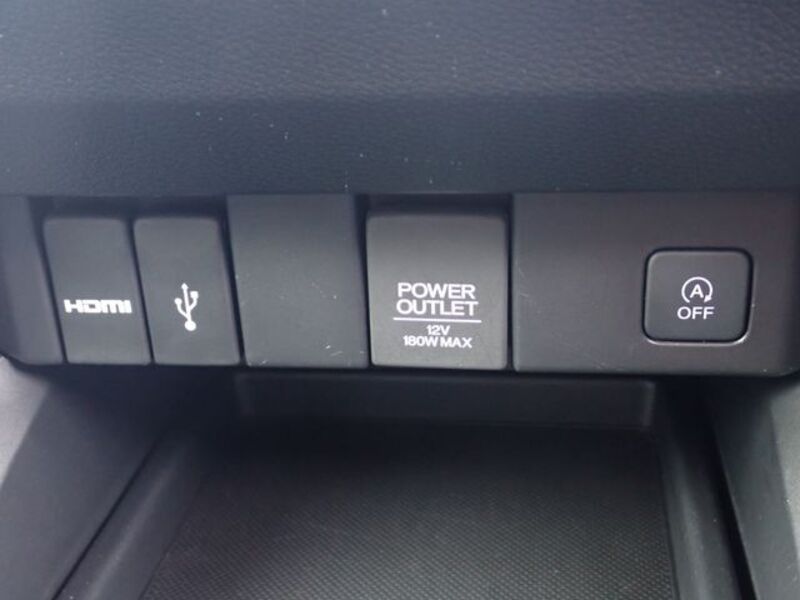 HDMI
POWER
OUTLET
12V
180W MAX
A
OFF